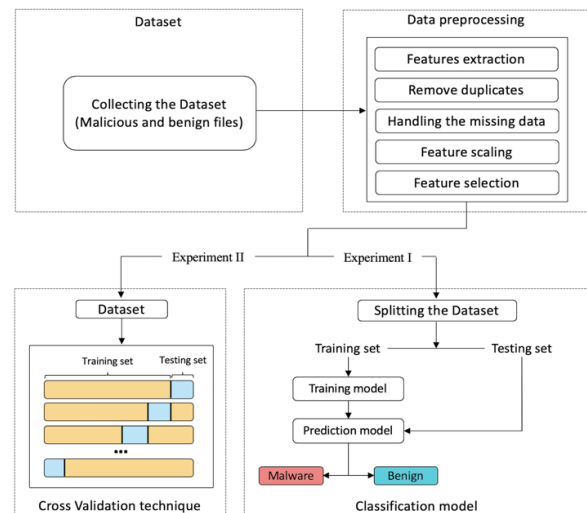 Dataset
Collecting the Dataset
(Malicious and benign files)
Data preprocessing
Features extraction
Remove duplicates
Handling the missing data
Feature scaling
Feature selection
Experiment II
Experiment I
Dataset
Training set
Testing set
•••
Cross Validation technique
Splitting the Dataset
Training set
Testing set
Training model
Prediction model
Malware
Benign
Classification model